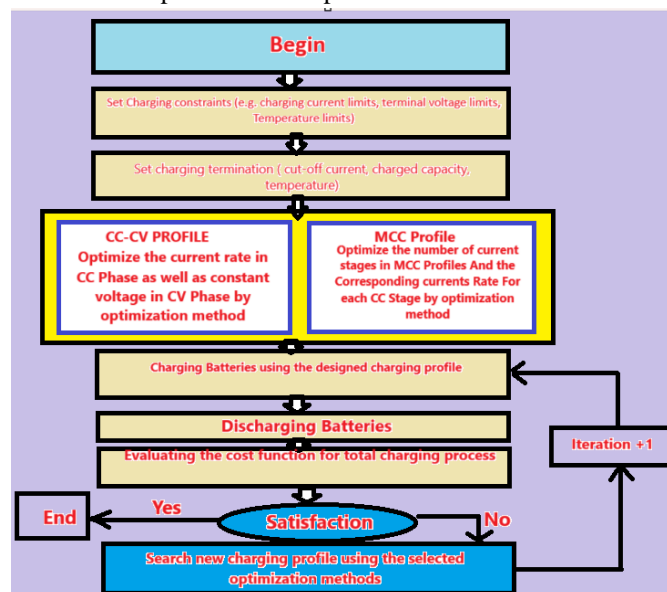 Begin
Set Charging constraints (e.g. charging current limits, terminal voltage limits,
Temperature limits)
Set charging termination ( cut-off current, charged capacity,
temperature)
CC-CV PROFILE
Optimize the current rate in
CC Phase as well as constant
voltage in CV Phase by
optimization method
MCC Profile
Optimize the number of current
stages in MCC Profiles And the
Corresponding currents Rate For
each CC Stage by optimization
method
Charging Batteries using the designed charging profile
Discharging Batteries
Iteration +1
Evaluating the cost function for total charging process
End
Yes
Satisfaction
No
Search new charging profile using the selected
optimization methods